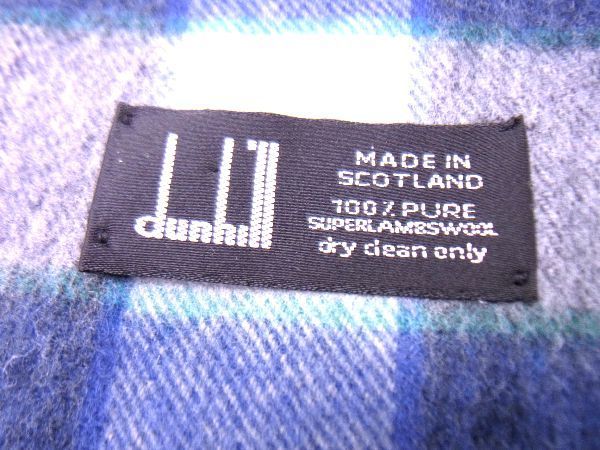 dunhill
MADE IN
SCOTLAND
100% PURE
SUPERLAMBSWOOL
dry clean only